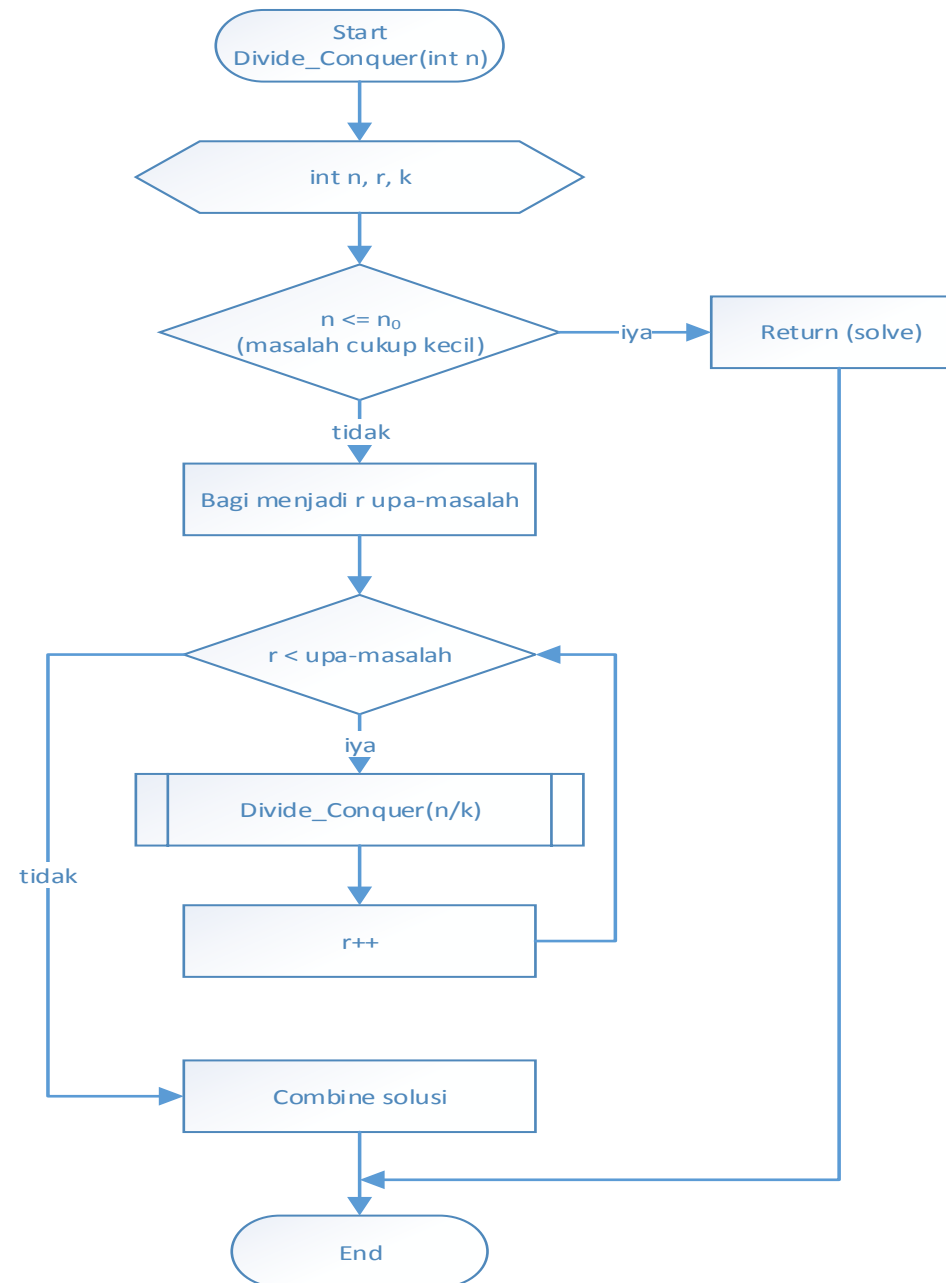 Start
Divide_Conquer(int n)
int n, r, k
n <= n₀
(masalah cukup kecil)
iya
Return (solve)
tidak
Bagi menjadi r upa-masalah
r < upa-masalah
iya
Divide_Conquer(n/k)
tidak
r++
Combine solusi
End